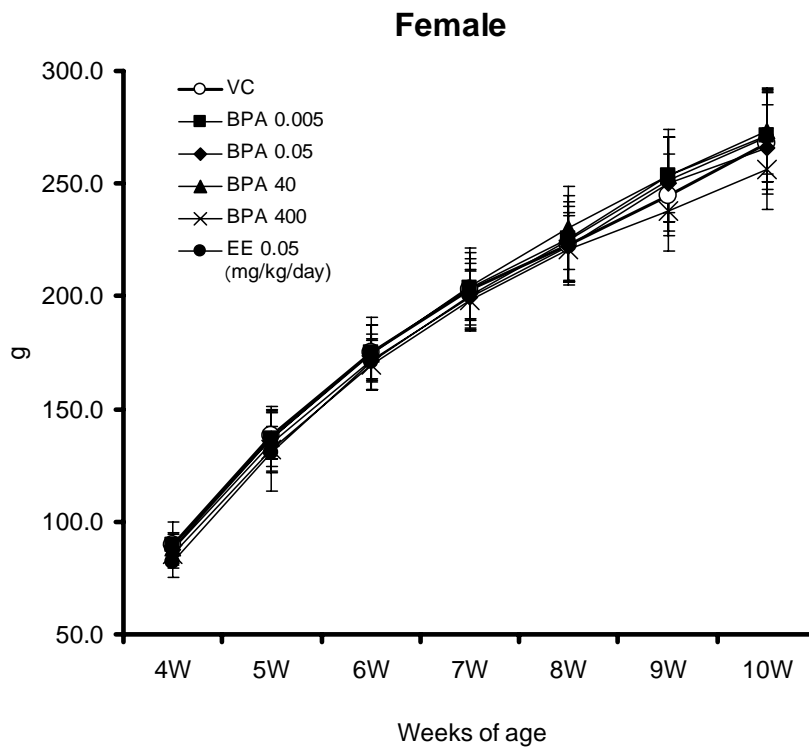 Female
300.0
250.0
200.0
150.0
100.0
50.0
g
VC
BPA 0.005
BPA 0.05
BPA 40
BPA 400
EE 0.05
(mg/kg/day)
4W 5W 6W 7W 8W 9W 10W
Weeks of age